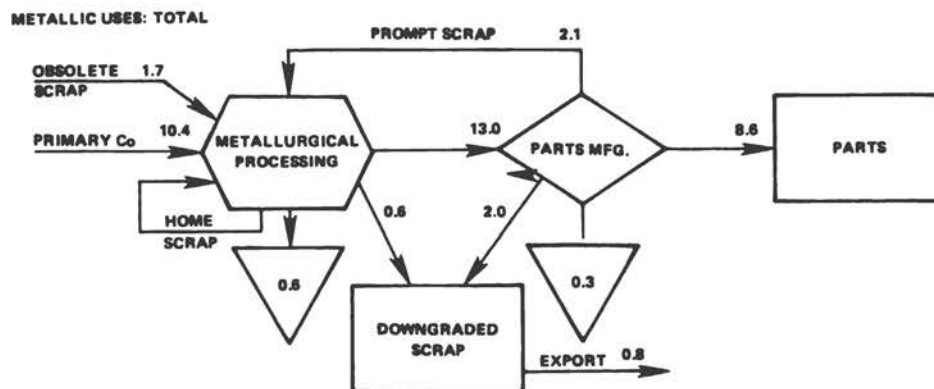 METALLIC USES: TOTAL
PROMPT SCRAP 2.1
OBSOLETE 1.7
SCRAP
PRIMARY Co 10.4
METALLURGICAL
PROCESSING
13.0
PARTS MFG.
8.6
PARTS
HOME
SCRAP
0.6
0.6
2.0
0.3
DOWNGRADED
SCRAP
EXPORT 0.8